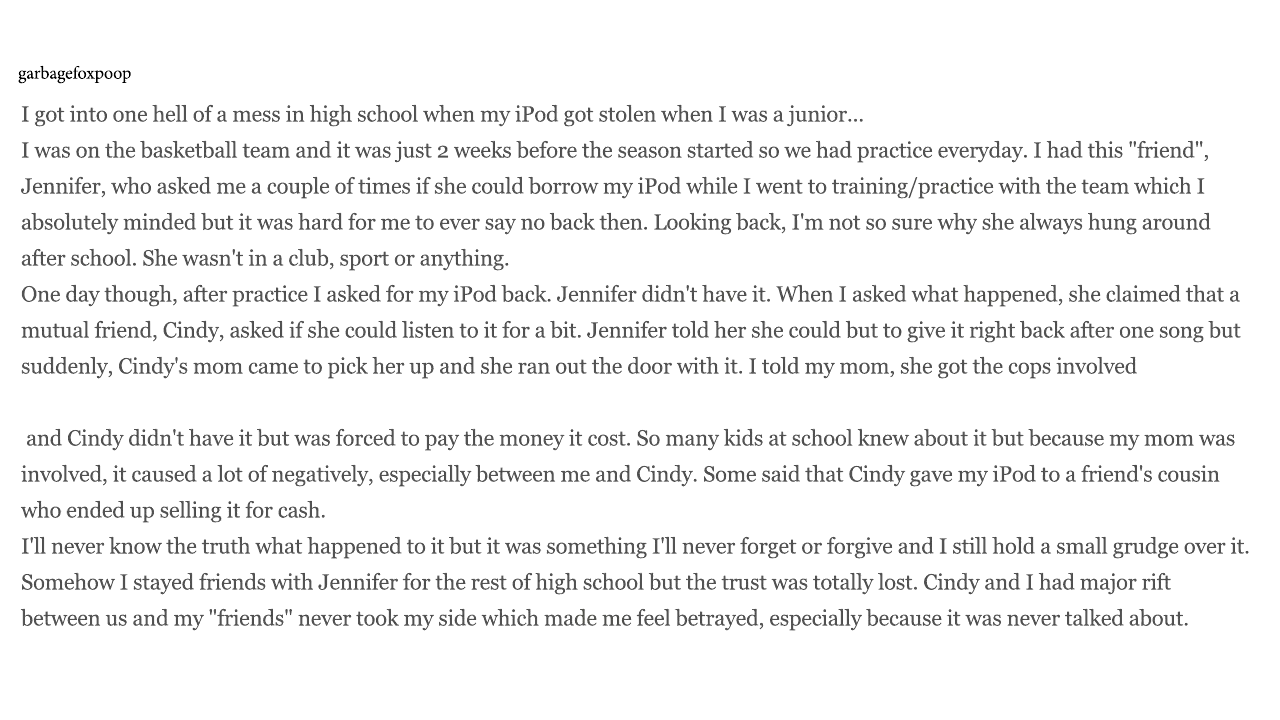 garbagefoxpoop
I got into one hell of a mess in high school when my iPod got stolen when I was a junior...
I was on the basketball team and it was just 2 weeks before the season started so we had practice everyday. I had this "friend",
Jennifer, who asked me a couple of times if she could borrow my iPod while I went to training/practice with the team which I
absolutely minded but it was hard for me to ever say no back then. Looking back, I'm not so sure why she always hung around
after school. She wasn't in a club, sport or anything.
One day though, after practice I asked for my iPod back. Jennifer didn't have it. When I asked what happened, she claimed that a
mutual friend, Cindy, asked if she could listen to it for a bit. Jennifer told her she could but to give it right back after one song but
suddenly, Cindy's mom came to pick her up and she ran out the door with it. I told my mom, she got the cops involved
and Cindy didn't have it but was forced to pay the money it cost. So many kids at school knew about it but because my mom was
involved, it caused a lot of negatively, especially between me and Cindy. Some said that Cindy gave my iPod to a friend's cousin
who ended up selling it for cash.
I'll never know the truth what happened to it but it was something I'll never forget or forgive and I still hold a small grudge over it.
Somehow I stayed friends with Jennifer for the rest of high school but the trust was totally lost. Cindy and I had major rift
between us and my "friends" never took my side which made me feel betrayed, especially because it was never talked about.